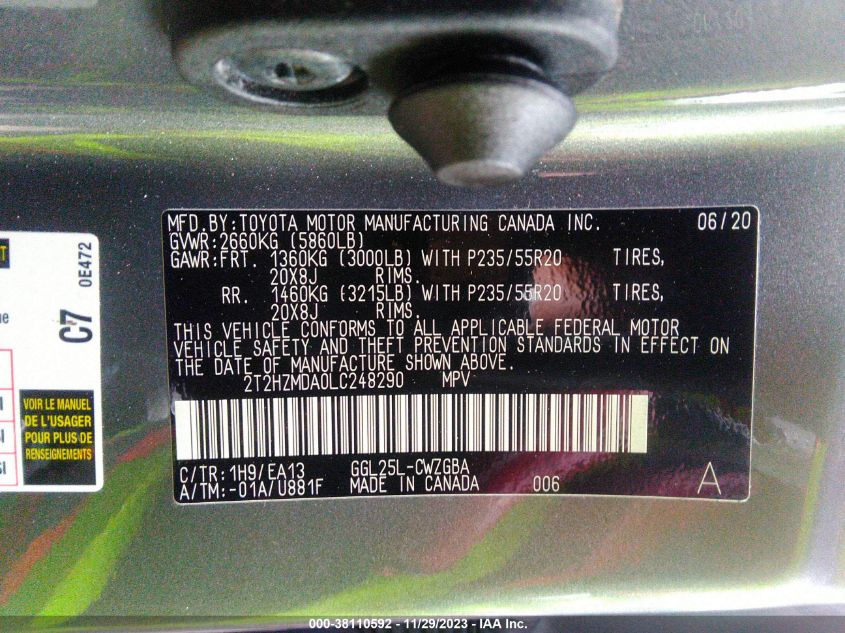 MFD.BY:TOYOTA MOTOR MANUFACTURING CANADA INC. 06/20
GVWR:2660KG (5860LB)
GAWR:FRT. 1360KG (3000LB) WITH P235/55R20 TIRES,
20X8J RIMS.
RR. 1460KG (3215LB) WITH P235/55R20 TIRES,
20X8J RIMS.
THIS VEHICLE CONFORMS TO ALL APPLICABLE FEDERAL MOTOR
VEHICLE SAFETY AND THEFT PREVENTION STANDARDS IN EFFECT ON
THE DATE OF MANUFACTURE SHOWN ABOVE.
2T2HZMDA0LC248290 MPV
C/TR: 1H9/EA13 GGL25L-CWZGBA
A/TM:-01A/U881F MADE IN CANADA 006 A
C7 0E472
VOIR LE MANUEL
DE L'USAGER
POUR PLUS DE
RENSEIGNEMENTS
000-38110592 - 11/29/2023 - IAA Inc.